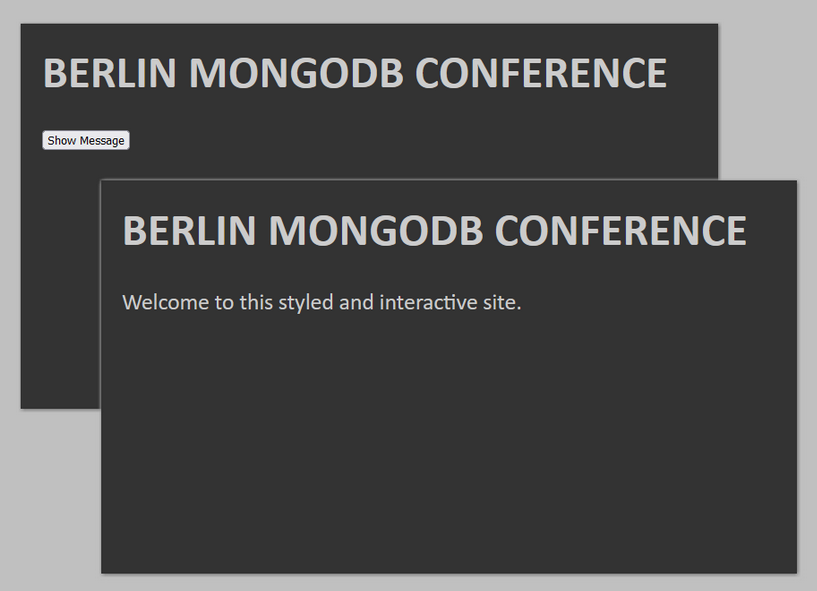 BERLIN MONGODB CONFERENCE
Show Message
BERLIN MONGODB CONFERENCE
Welcome to this styled and interactive site.